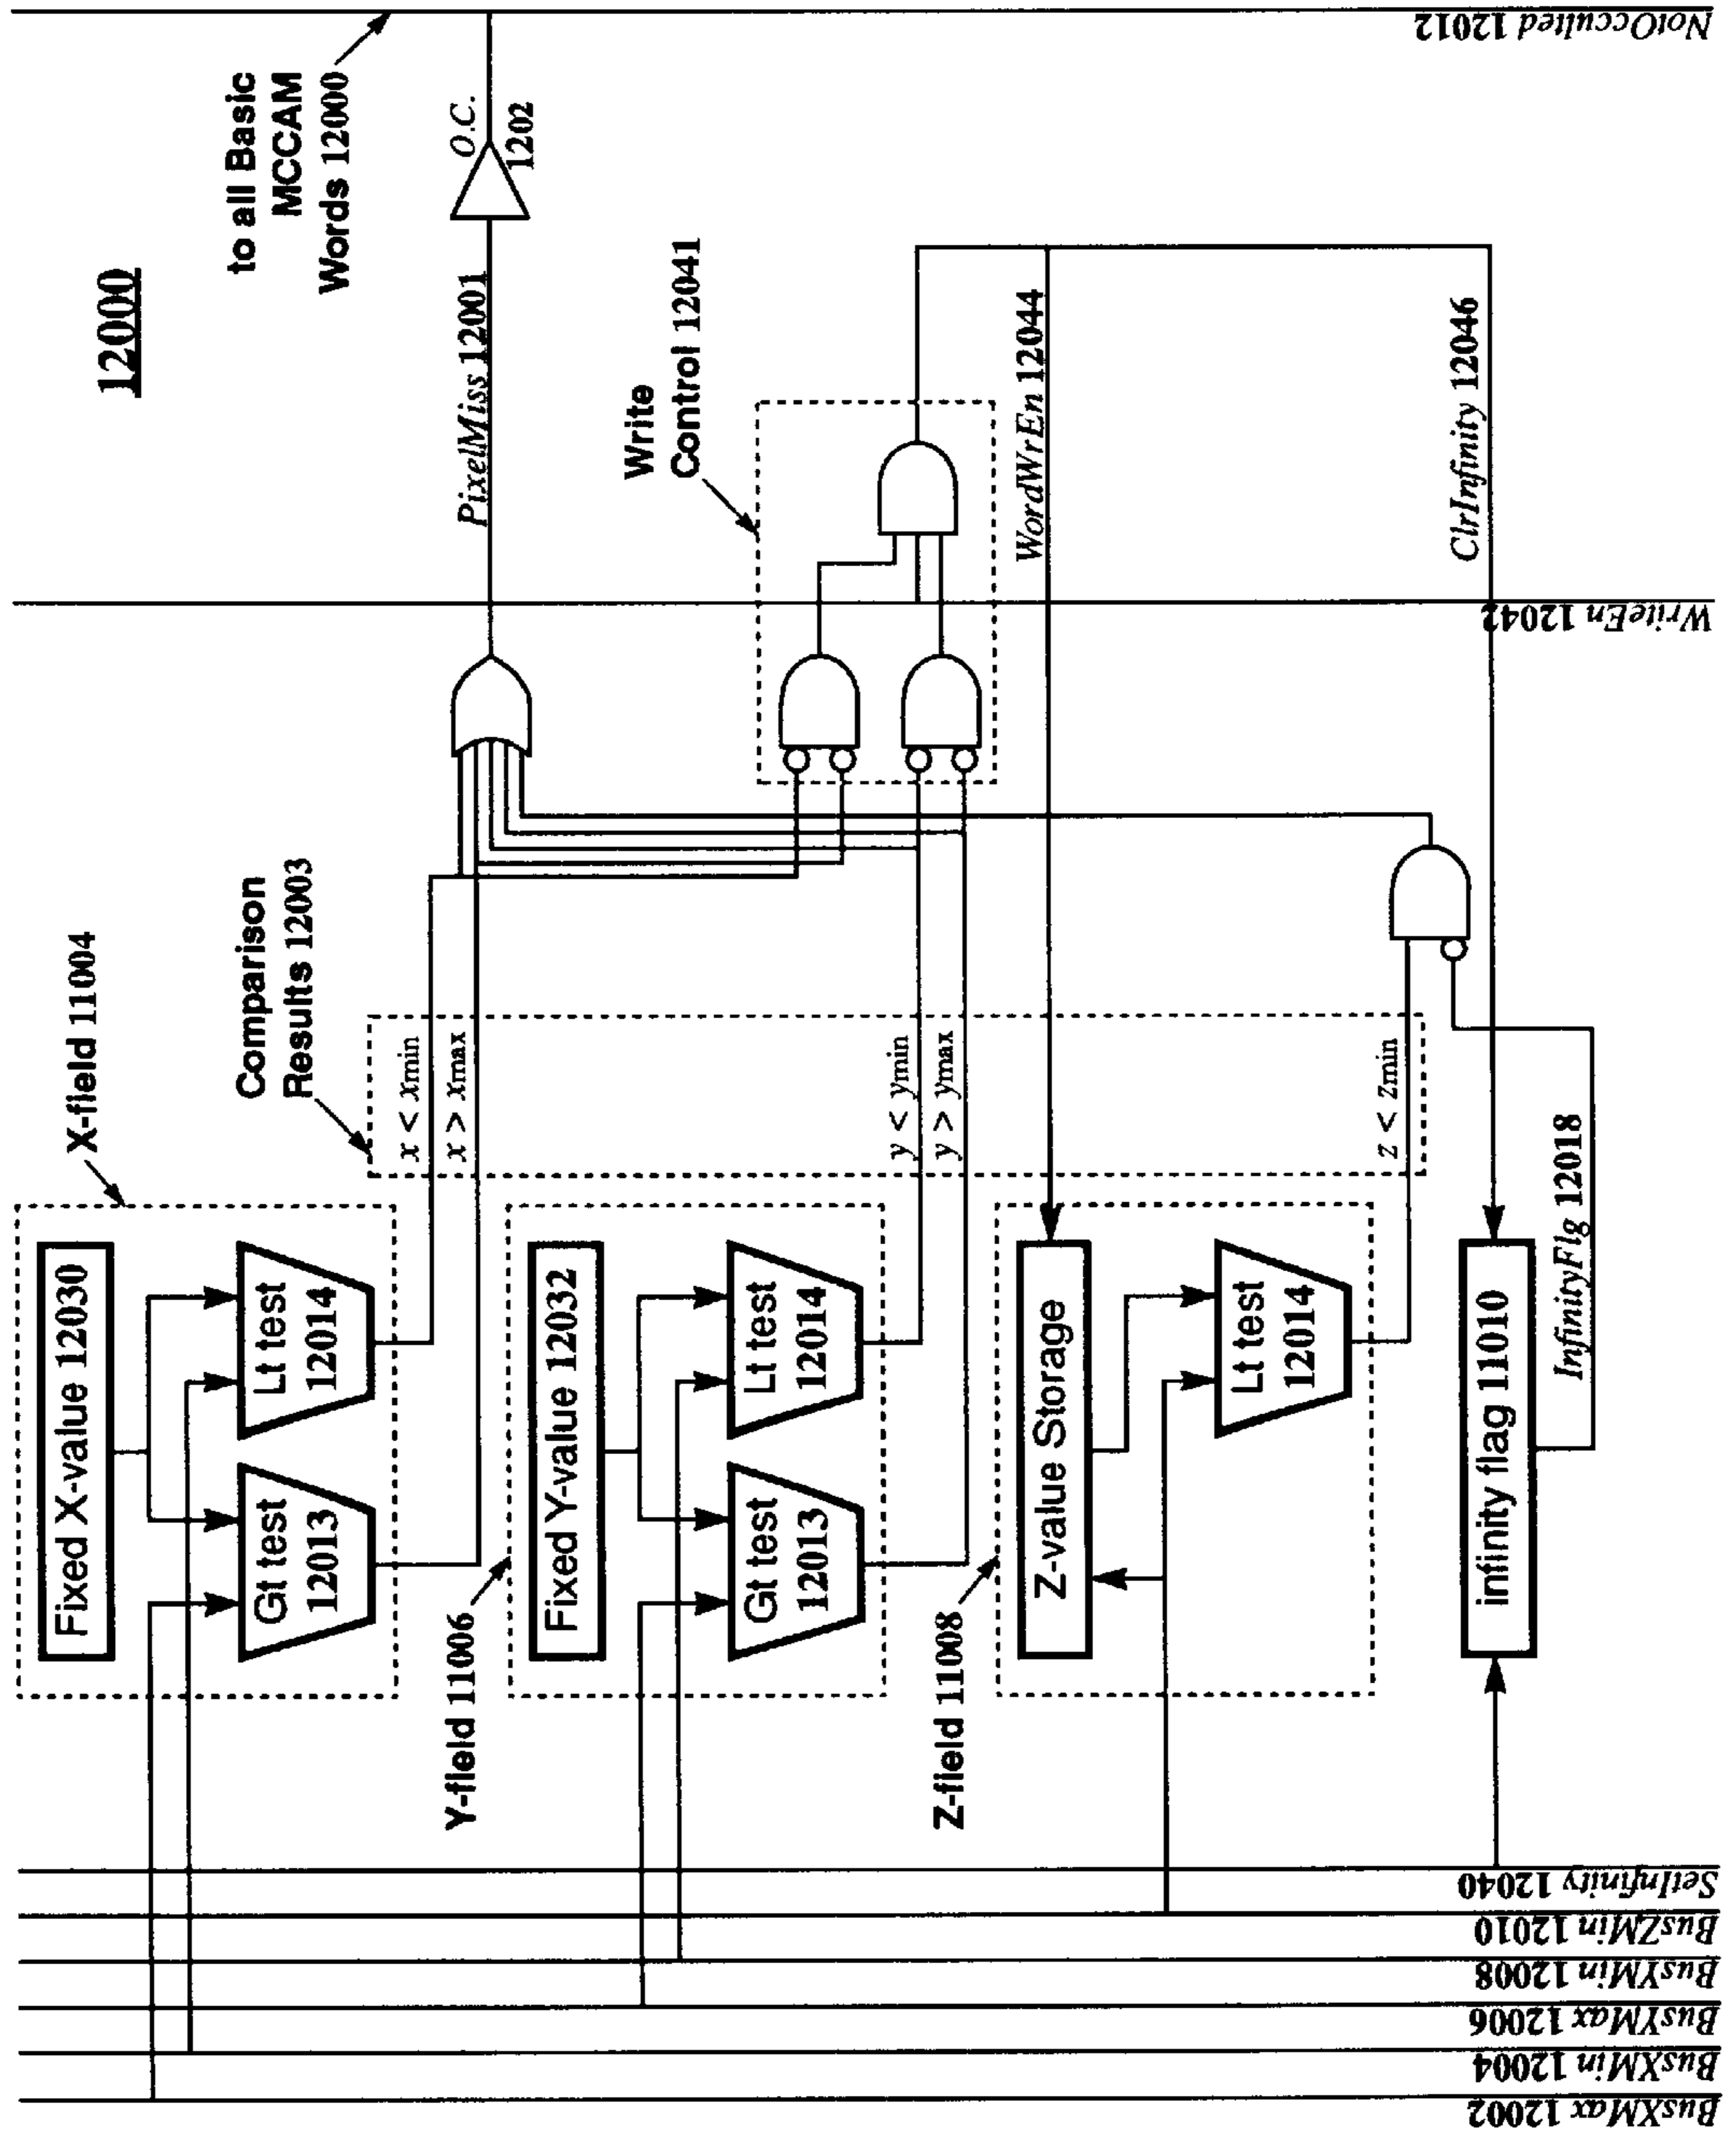 12000
to all Basic
MCCAM
Words 12000
NotOcculted 12012
O.C.
1202
PixelMiss 12001
Write
Control 12041
WordWrEn 12044
ClrInfinity 12046
WriteEn 12042
X-field 11004
Comparison
Results 12003
x < xmin
x > xmax
y < ymin
y > ymax
z < zmin
Fixed X-value 12030
Gt test
12013
Lt test
12014
Y-field 11006
Fixed Y-value 12032
Gt test
12013
Lt test
12014
Z-field 11008
Z-value Storage
Lt test
12014
infinity flag 11010
InfinityFlg 12018
SetInfinity 12040
BusZMin 12010
BusYMin 12008
BusYMax 12006
BusXMin 12004
BusXMax 12002